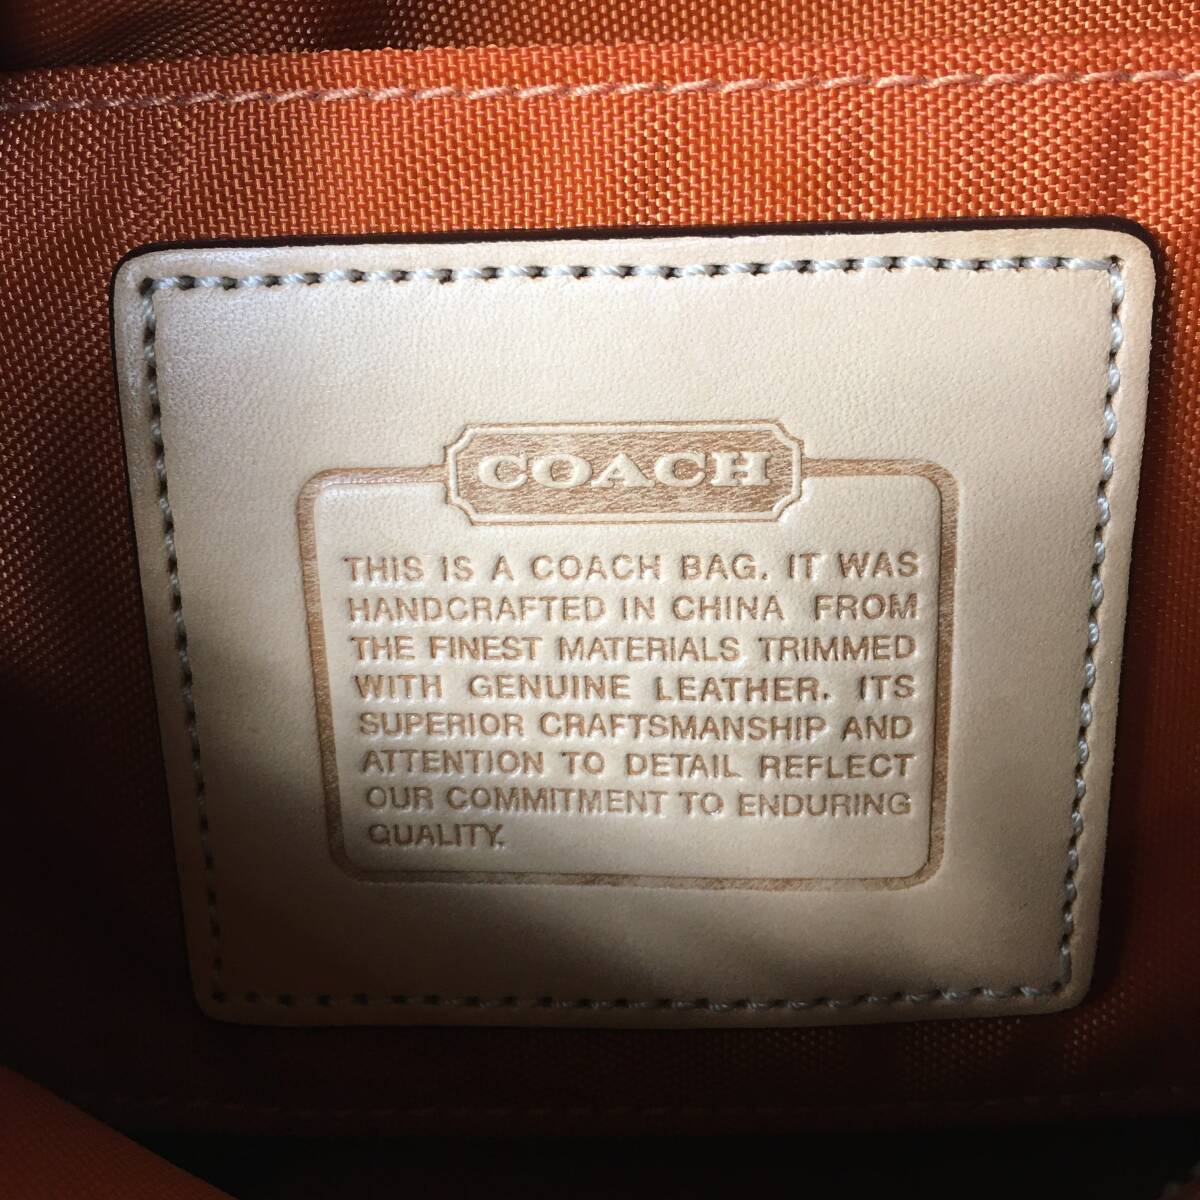 COACH
THIS IS A COACH BAG. IT WAS
HANDCRAFTED IN CHINA FROM
THE FINEST MATERIALS TRIMMED
WITH GENUINE LEATHER. ITS
SUPERIOR CRAFTSMANSHIP AND
ATTENTION TO DETAIL REFLECT
OUR COMMITMENT TO ENDURING
QUALITY.